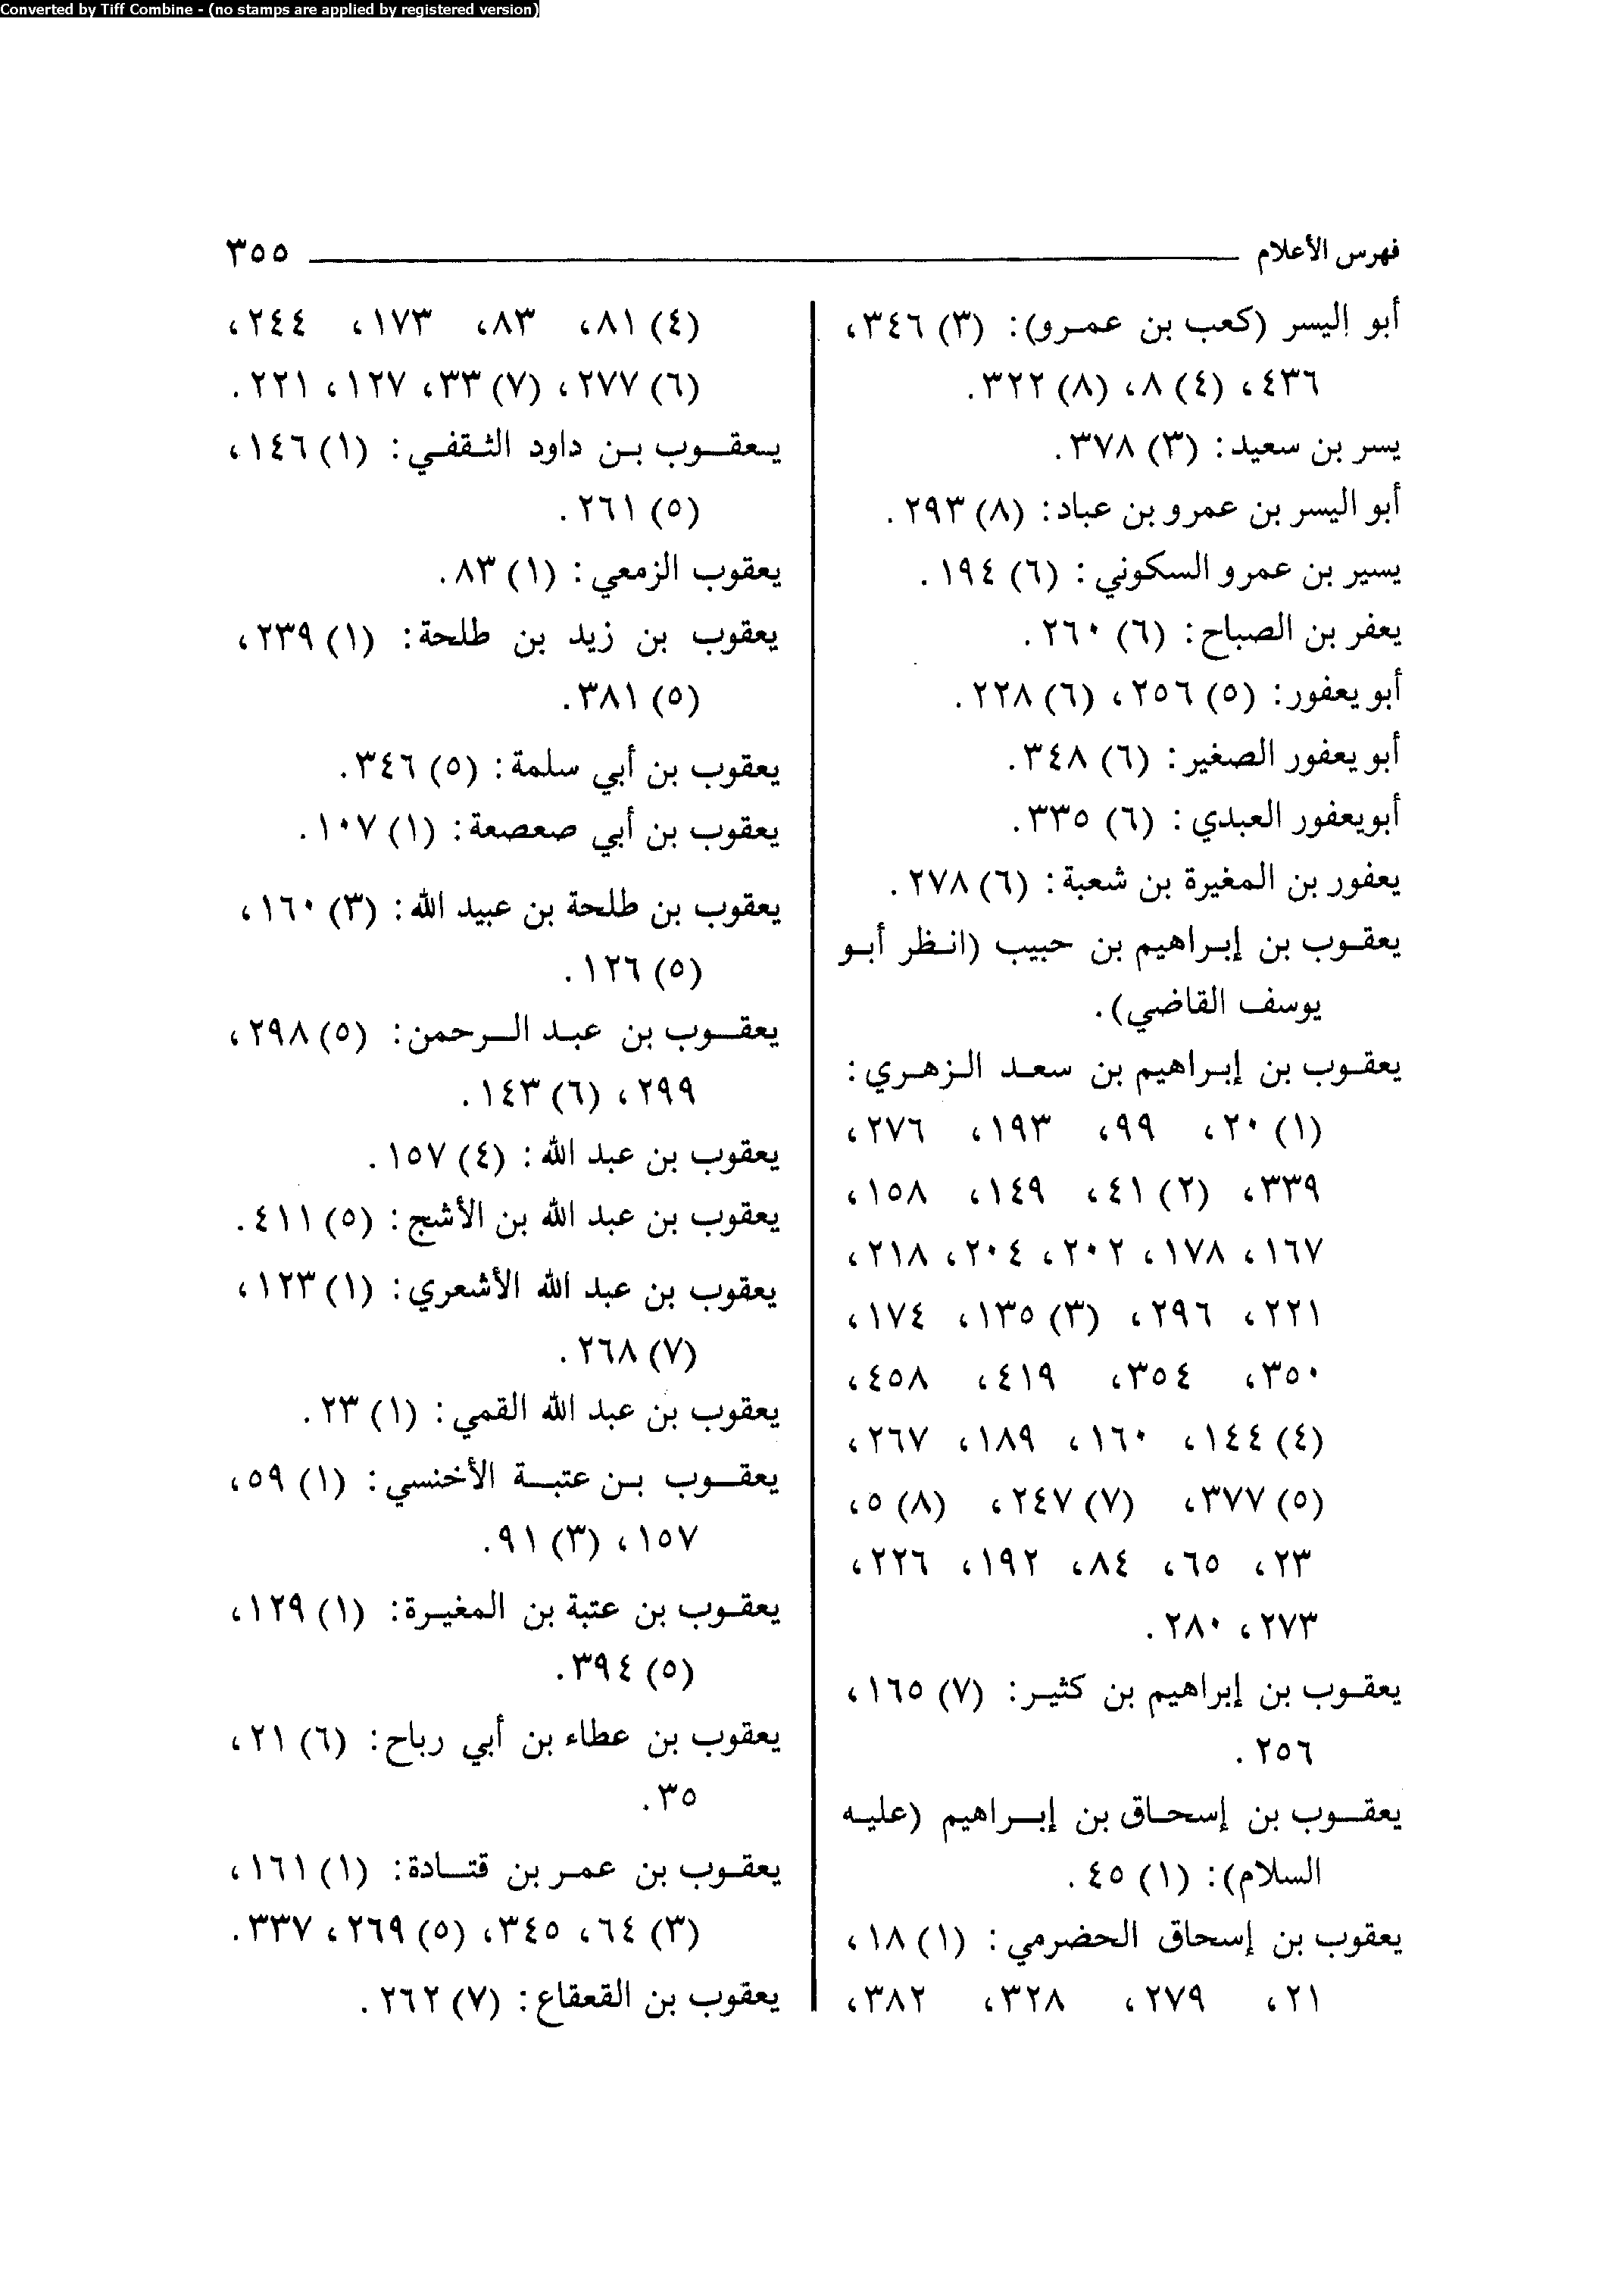 Converted by Tiff Combine - (no stamps are applied by registered version)
فهرس الأعلام ٣٥٥
أبو اليسر (كعب بن عمرو): (٣) ٣٤٦،
٤٣٦، (٤) ٨، (٨) ٣٢٢.
يسر بن سعيد: (٣) ٣٧٨.
أبو اليسر بن عمرو بن عباد: (٨) ٢٩٣.
يسير بن عمرو السكوني: (٦) ١٩٤.
يعفر بن الصباح: (٦) ٢٦٠.
أبو يعفور: (٥) ٢٥٦، (٦) ٢٢٨.
أبو يعفور الصغير: (٦) ٣٤٨.
أبويعفور العبدي: (٦) ٣٣٥.
يعفور بن المغيرة بن شعبة: (٦) ٢٧٨.
يعقوب بن إبراهيم بن حبيب (انظر أبو
يوسف القاضي).
يعقوب بن إبراهيم بن سعد الزهري:
(١) ٢٠، ٩٩، ١٩٣، ٢٧٦،
٣٣٩، (٢) ٤١، ١٤٩، ١٥٨،
١٦٧، ١٧٨، ٢٠٢، ٢٠٤، ٢١٨،
٢٢١، ٢٩٦، (٣) ١٣٥، ١٧٤،
٣٥٠، ٣٥٤، ٤١٩، ٤٥٨،
(٤) ١٤٤، ١٦٠، ١٨٩، ٢٦٧،
(٥) ٣٧٧، (٧) ٢٤٧، (٨) ٥،
٢٣، ٦٥، ٨٤، ١٩٢، ٢٢٦،
٢٧٣، ٢٨٠.
يعقوب بن إبراهيم بن كثير: (٧) ١٦٥،
٢٥٦.
يعقوب بن إسحاق بن إبراهيم (عليه
السلام): (١) ٤٥.
يعقوب بن إسحاق الحضرمي: (١) ١٨،
٢١، ٢٧٩، ٣٢٨، ٣٨٢،
(٤) ٨١، ٨٣، ١٧٣، ٢٤٤،
(٦) ٢٧٧، (٧) ٣٣، ١٢٧، ٢٢١.
يعقوب بن داود الثقفي: (١) ١٤٦،
(٥) ٢٦١.
يعقوب الزمعي: (١) ٨٣.
يعقوب بن زيد بن طلحة: (١) ٢٣٩،
(٥) ٣٨١.
يعقوب بن أبي سلمة: (٥) ٣٤٦.
يعقوب بن أبي صعصعة: (١) ١٠٧.
يعقوب بن طلحة بن عبيد الله: (٣) ١٦٠،
(٥) ١٢٦.
يعقوب بن عبد الرحمن: (٥) ٢٩٨،
٢٩٩، (٦) ١٤٣.
يعقوب بن عبد الله: (٤) ١٥٧.
يعقوب بن عبد الله بن الأشج: (٥) ٤١١.
يعقوب بن عبد الله الأشعري: (١) ١٢٣،
(٧) ٢٦٨.
يعقوب بن عبد الله القمي: (١) ٢٣.
يعقوب بن عتبة الأخنسي: (١) ٥٩،
١٥٧، (٣) ٩١.
يعقوب بن عتبة بن المغيرة: (١) ١٢٩،
(٥) ٣٩٤.
يعقوب بن عطاء بن أبي رباح: (٦) ٢١،
٣٥.
يعقوب بن عمر بن قتادة: (١) ١٦١،
(٣) ٦٤، ٣٤٥، (٥) ٢٦٩، ٣٣٧.
يعقوب بن القعقاع: (٧) ٢٦٢.